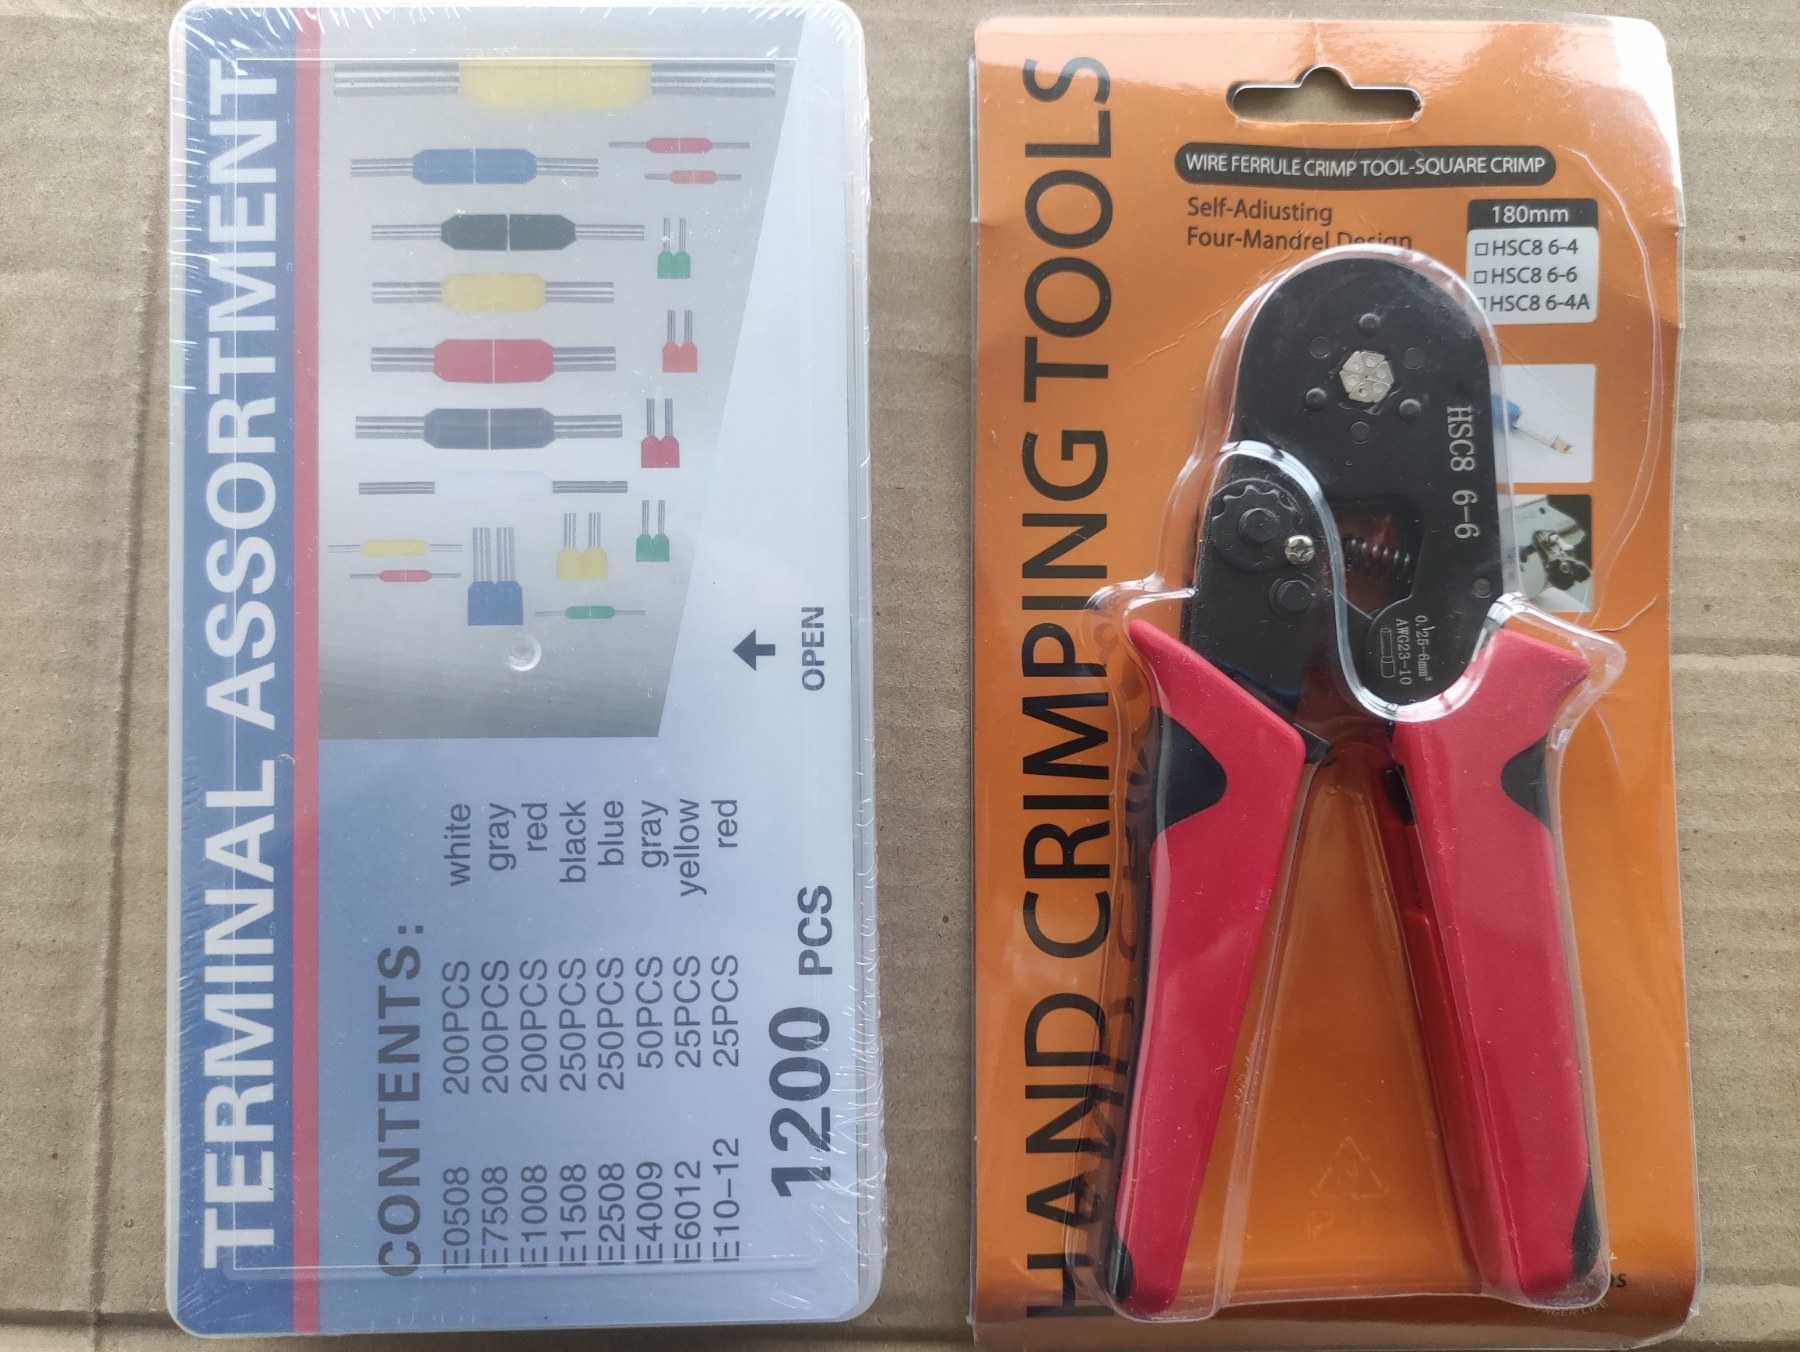 TERMINAL ASSORTMENT
CONTENTS:
E0508 200PCS white
E7508 200PCS gray
E1008 200PCS red
E1508 250PCS black
E2508 250PCS blue
E4009 50PCS gray
E6012 25PCS yellow
E10-12 25PCS red
1200 PCS
OPEN
HAND CRIMPING TOOLS
WIRE FERRULE CRIMP TOOL-SQUARE CRIMP
Self-Adiusting
Four-Mandrel Design
180mm
HSC8 6-4
HSC8 6-6
HSC8 6-4A
HSC8 6-6
0.25-6mm²
AWG23-10